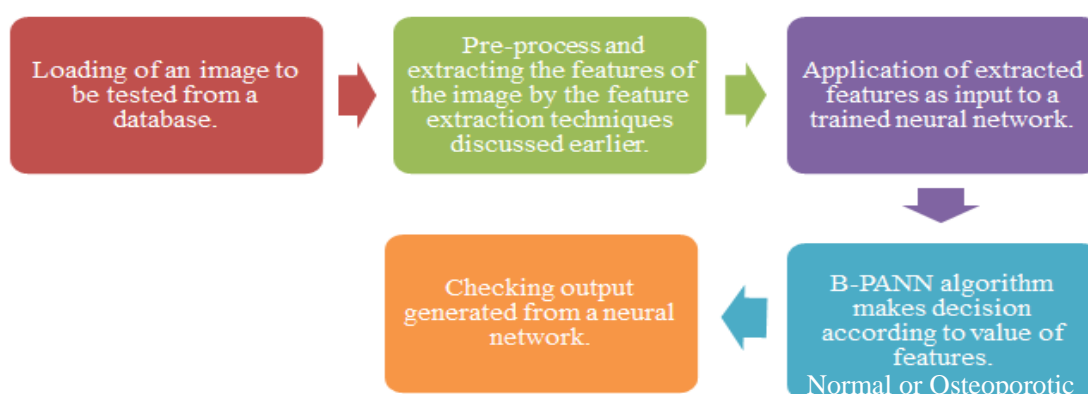 Loading of an image to
be tested from a
database.
Pre-process and
extracting the features of
the image by the feature
extraction techniques
discussed earlier.
Application of extracted
features as input to a
trained neural network.
B-PANN algorithm
makes decision
according to value of
features.
Normal or Osteoporotic
Checking output
generated from a neural
network.